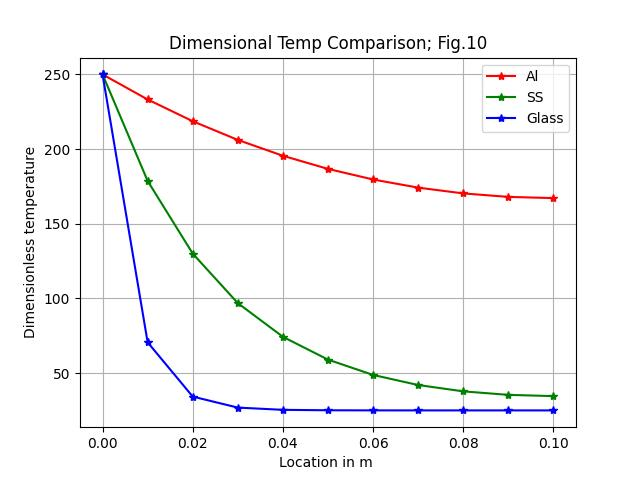 Dimensional Temp Comparison; Fig.10
Al
SS
Glass
Dimensionless temperature
250
200
150
100
50
0.00 0.02 0.04 0.06 0.08 0.10
Location in m